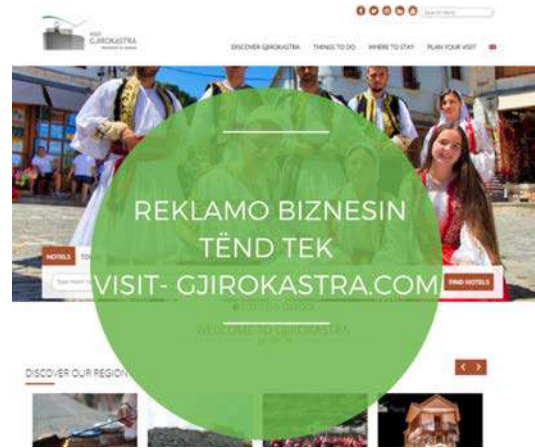 VISIT
GJIROKASTRA
DISCOVER GJIROKASTRA THINGS TO DO WHERE TO STAY PLAN YOUR VISIT
REKLAMO BIZNESIN
TËND TEK
VISIT- GJIROKASTRA.COM
HOTELS
FIND HOTELS
WELCOME TO GJIROKASTRA
DISCOVER OUR REGION